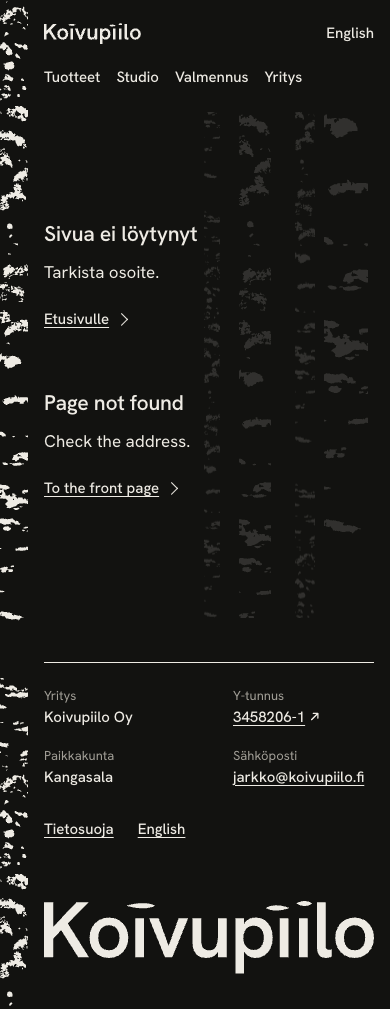 Koivupiilo
English
Tuotteet Studio Valmennus Yritys
Sivua ei löytynyt
Tarkista osoite.
Etusivulle
Page not found
Check the address.
To the front page
Yritys
Koivupiilo Oy
Y-tunnus
3458206-1 ↗
Paikkakunta
Kangasala
Sähköposti
jarkko@koivupiilo.fi
Tietosuoja English
Koivupiilo